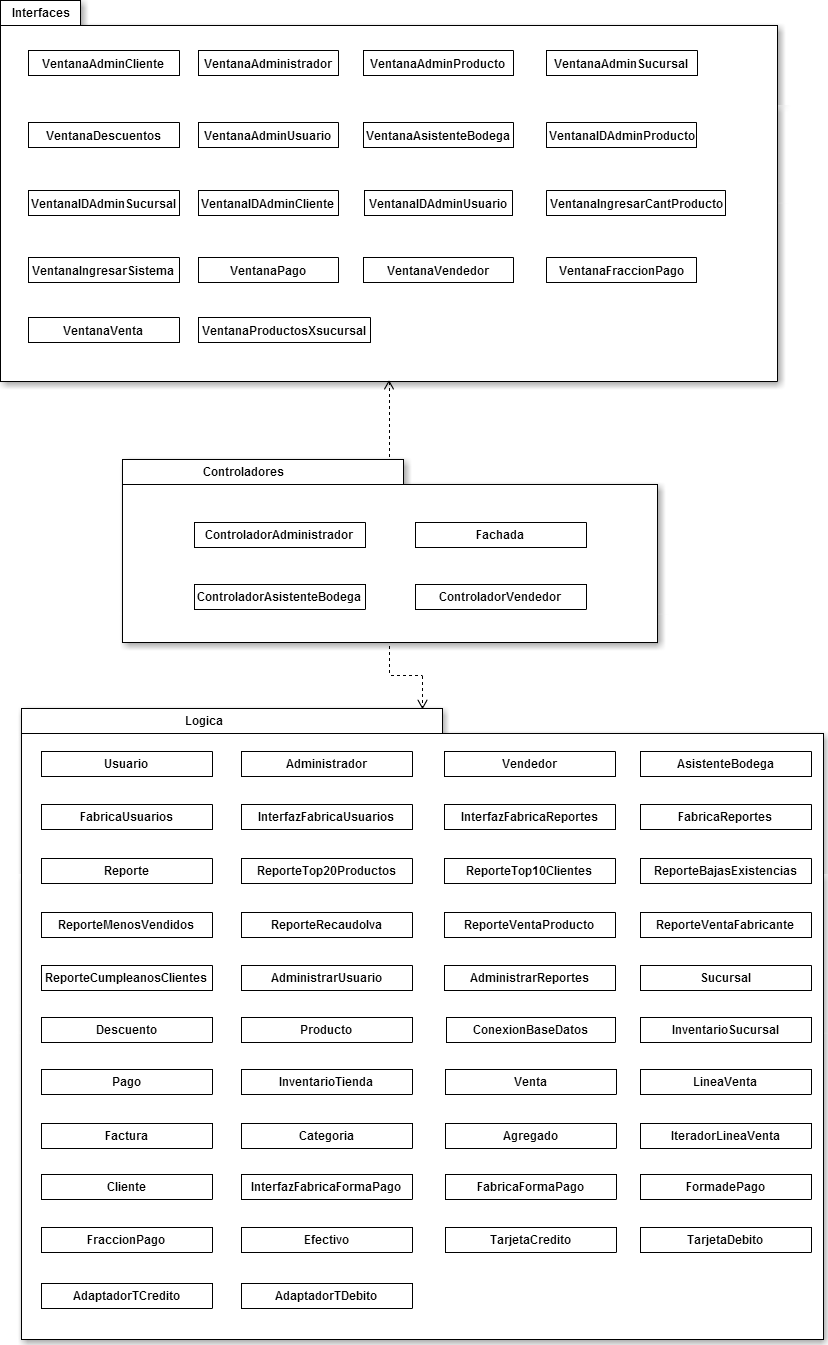 Interfaces
VentanaAdminCliente
VentanaAdministrador
VentanaAdminProducto
VentanaAdminSucursal
VentanaDescuentos
VentanaAdminUsuario
VentanaAsistenteBodega
VentanaIDAdminProducto
VentanaIDAdminSucursal
VentanaIDAdminCliente
VentanaIDAdminUsuario
VentanaIngresarCantProducto
VentanaIngresarSistema
VentanaPago
VentanaVendedor
VentanaFraccionPago
VentanaVenta
VentanaProductosXsucursal
Controladores
ControladorAdministrador
Fachada
ControladorAsistenteBodega
ControladorVendedor
Logica
Usuario
Administrador
Vendedor
AsistenteBodega
FabricaUsuarios
InterfazFabricaUsuarios
InterfazFabricaReportes
FabricaReportes
Reporte
ReporteTop20Productos
ReporteTop10Clientes
ReporteBajasExistencias
ReporteMenosVendidos
ReporteRecaudoIva
ReporteVentaProducto
ReporteVentaFabricante
ReporteCumpleanosClientes
AdministrarUsuario
AdministrarReportes
Sucursal
Descuento
Producto
ConexionBaseDatos
InventarioSucursal
Pago
InventarioTienda
Venta
LineaVenta
Factura
Categoria
Agregado
IteradorLineaVenta
Cliente
InterfazFabricaFormaPago
FabricaFormaPago
FormadePago
FraccionPago
Efectivo
TarjetaCredito
TarjetaDebito
AdaptadorTCredito
AdaptadorTDebito